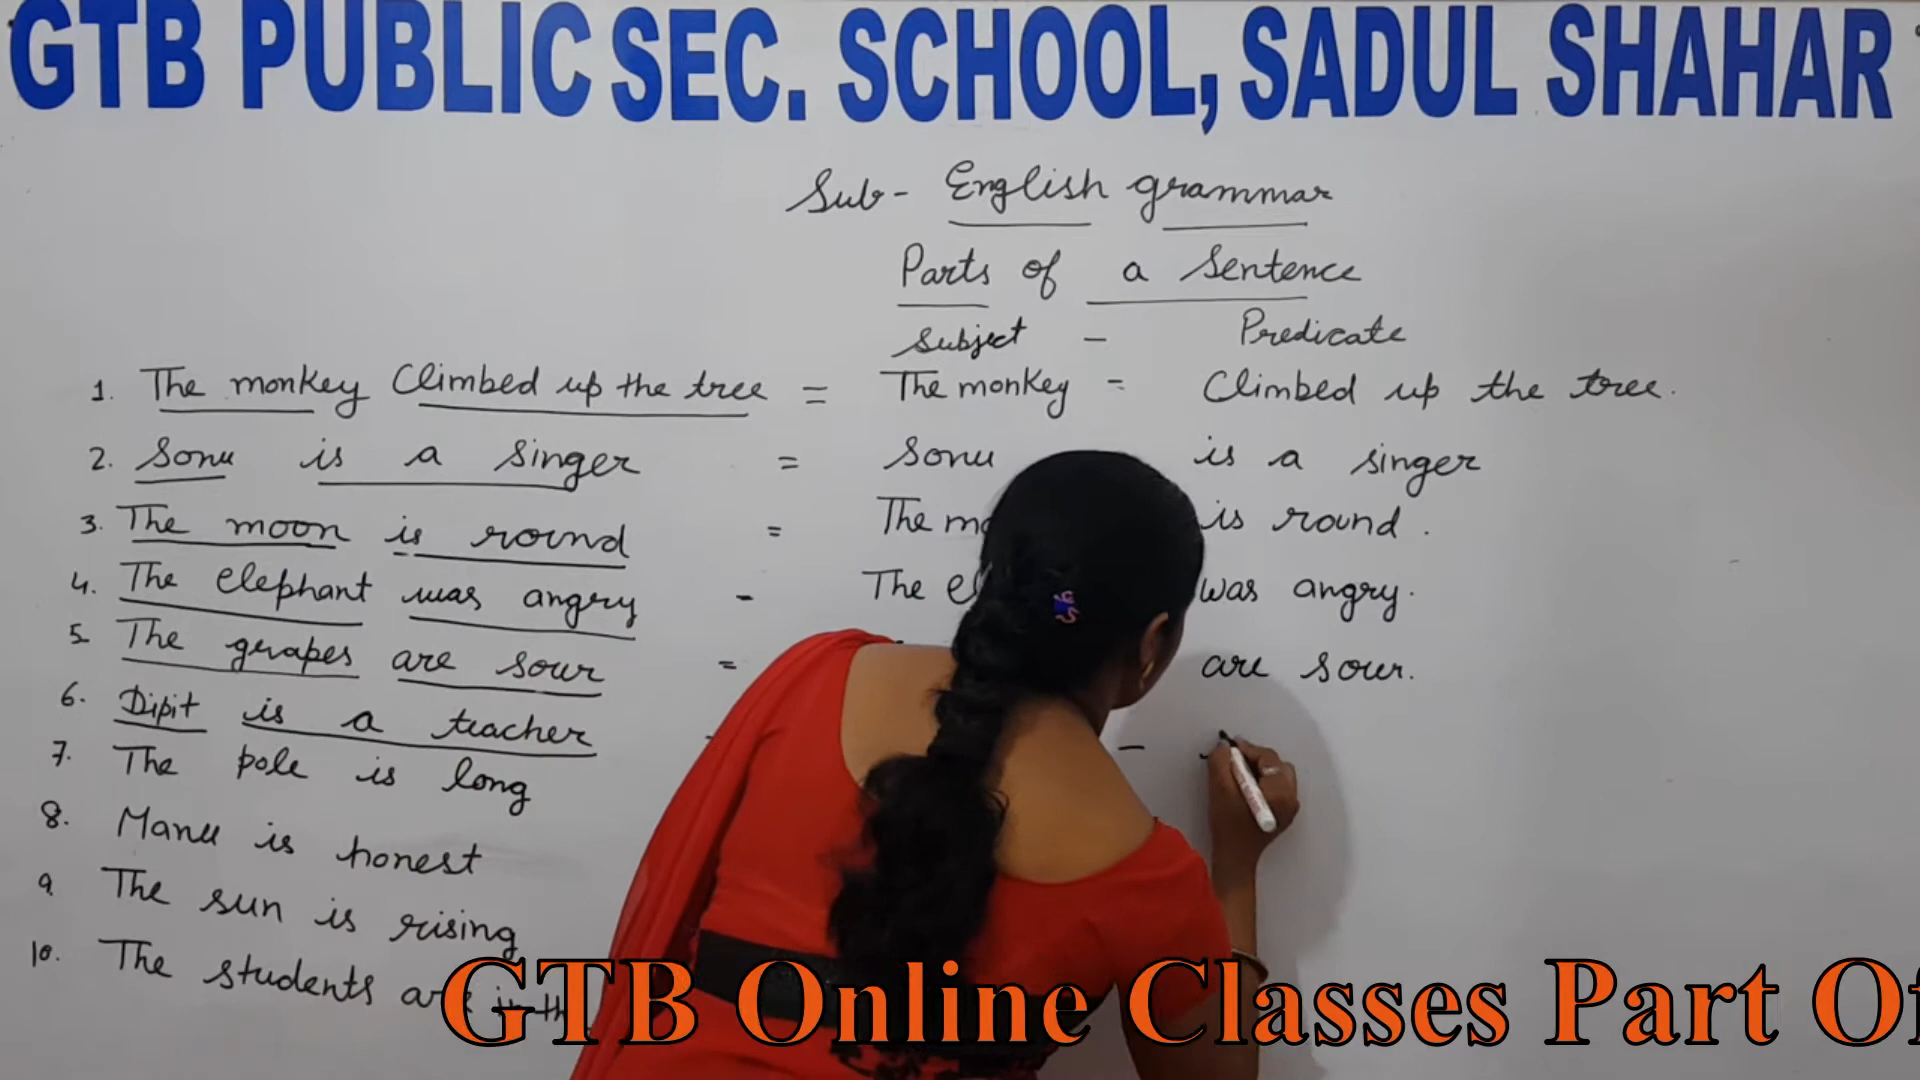 GTB PUBLIC SEC. SCHOOL, SADUL SHAHAR
Sub- English grammar
Parts of a Sentence
Subject - Predicate
1. The monkey Climbed up the tree = The monkey - Climbed up the tree.
2. Sonu is a singer = Sonu is a singer
3. The moon is round = The is round.
4. The elephant was angry - The was angry.
5. The grapes are sour = are sour.
6. Dipit is a teacher - -
7. The pole is long
8. Manu is honest
9. The sun is rising
10. The students are in th
GTB Online Classes Part Of